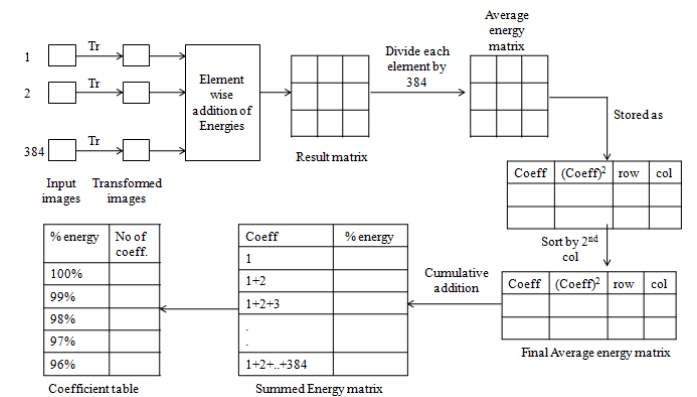 Average
energy
matrix
1
Tr
2
Tr
384
Tr
Element
wise
addition of
Energies
Divide each
element by
384
Stored as
Result matrix
Input
images
Transformed
images
Coeff (Coeff)² row col
Sort by 2nd
col
% energy No of
coeff.
100%
99%
98%
97%
96%
Coefficient table
Coeff % energy
1
1+2
1+2+3
.
.
1+2+..+384
Summed Energy matrix
Cumulative
addition
Coeff (Coeff)² row col
Final Average energy matrix